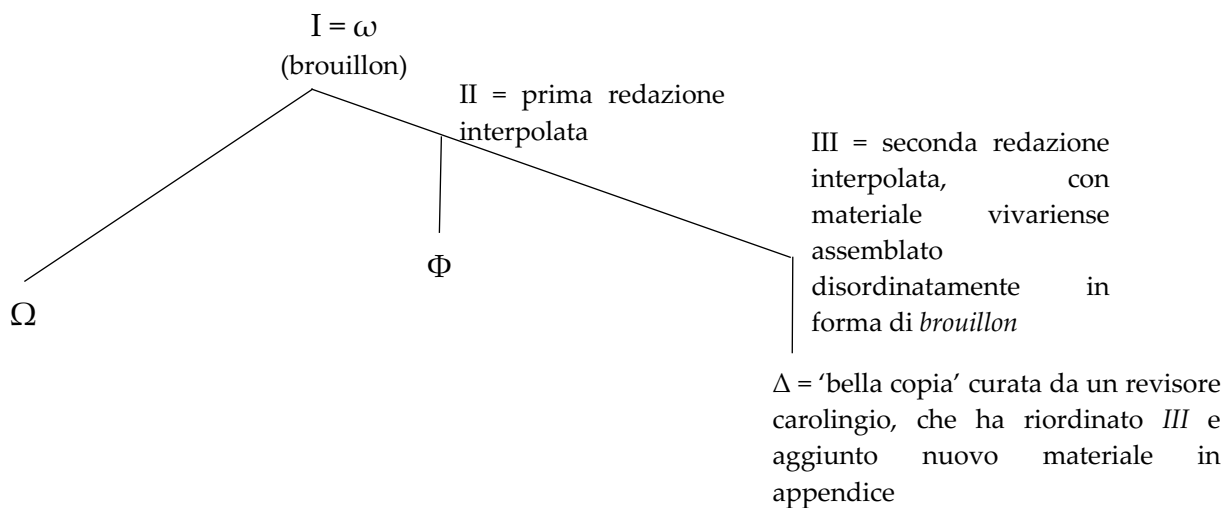 I = ω
(brouillon)
II = prima redazione
interpolata
III = seconda redazione
interpolata, con
materiale vivariense
assemblato
disordinatamente in
forma di brouillon
Φ
Ω
Δ = ‘bella copia’ curata da un revisore
carolingio, che ha riordinato III e
aggiunto nuovo materiale in
appendice